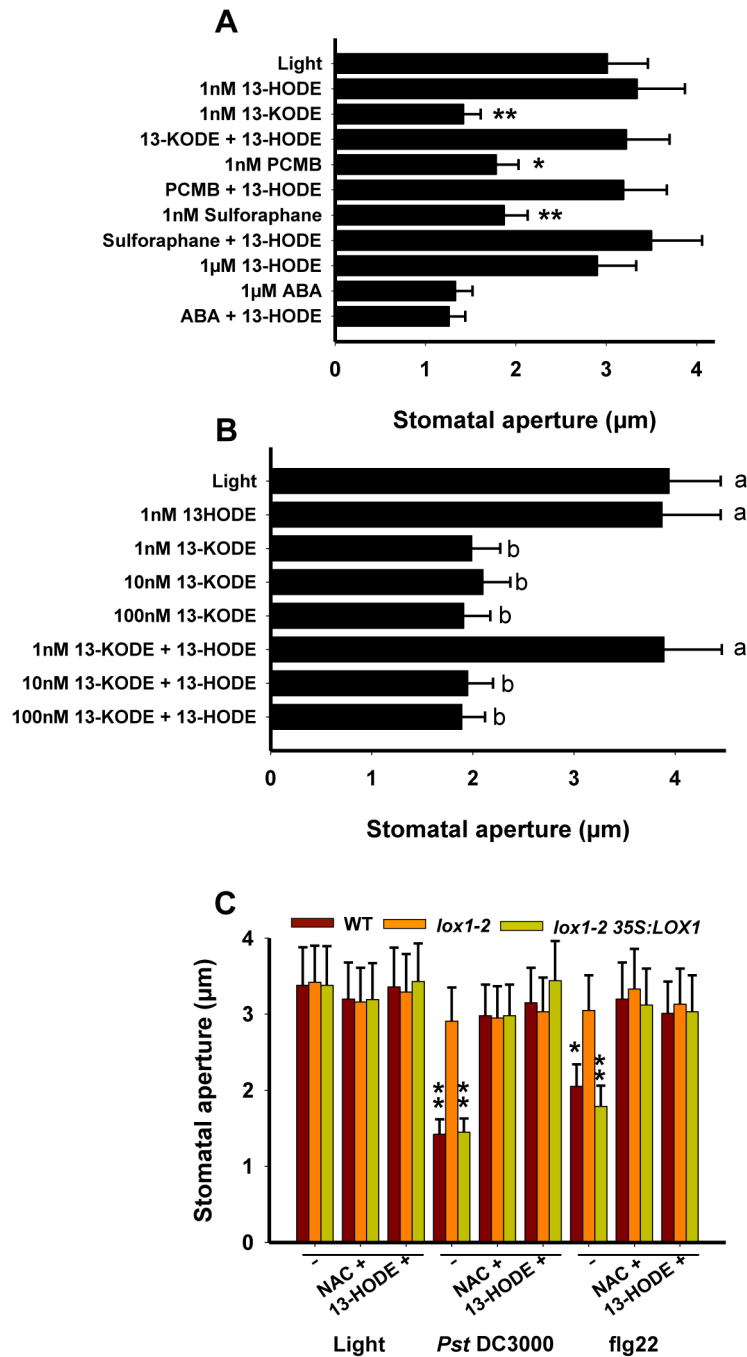 A
Light
1nM 13-HODE
1nM 13-KODE
**
13-KODE + 13-HODE
1nM PCMB
*
PCMB + 13-HODE
1nM Sulforaphane
**
Sulforaphane + 13-HODE
1µM 13-HODE
1µM ABA
ABA + 13-HODE
0 1 2 3 4
Stomatal aperture (µm)
B
Light a
1nM 13HODE a
1nM 13-KODE b
10nM 13-KODE b
100nM 13-KODE b
1nM 13-KODE + 13-HODE a
10nM 13-KODE + 13-HODE b
100nM 13-KODE + 13-HODE b
0 1 2 3 4
Stomatal aperture (µm)
C
WT lox1-2 lox1-2 35S:LOX1
Stomatal aperture (µm)
4
3
2
1
0
** ** * **
- NAC + 13-HODE + - NAC + 13-HODE + - NAC + 13-HODE +
Light Pst DC3000 flg22